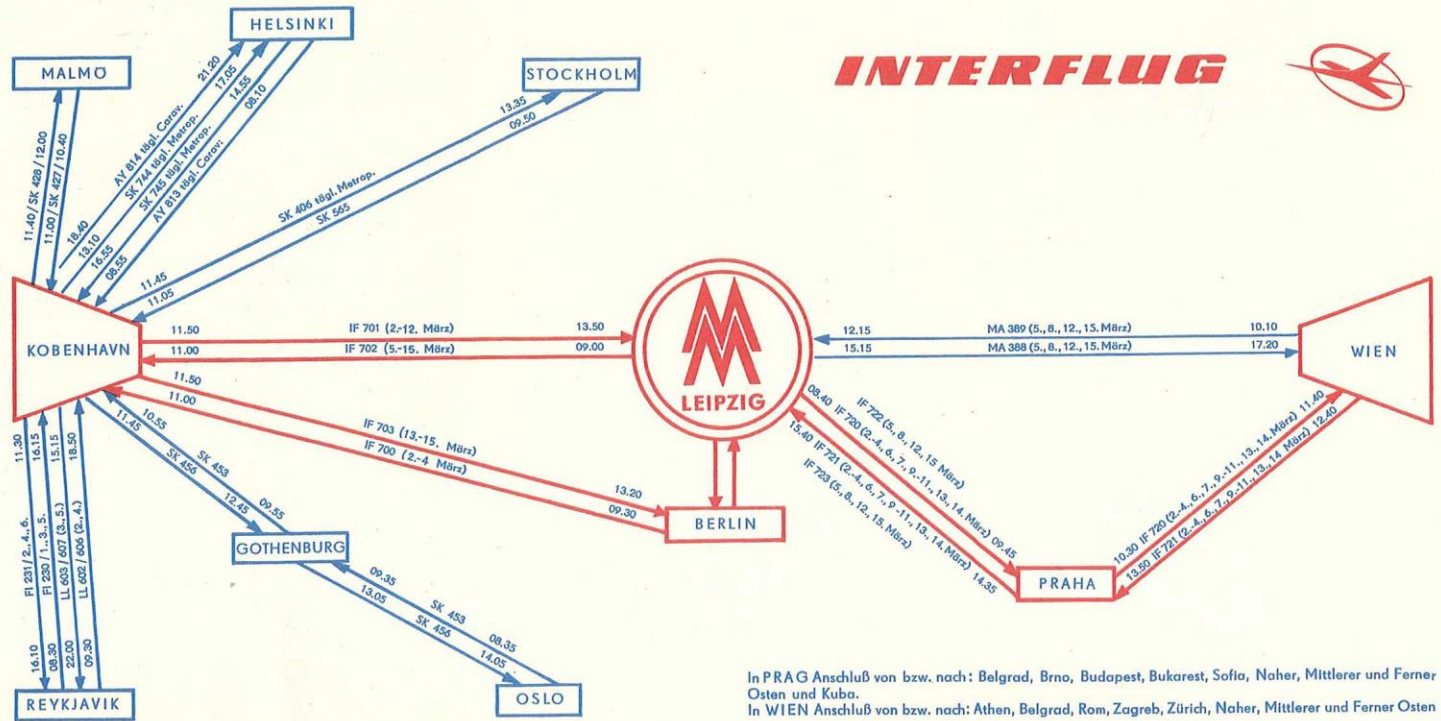 INTERFLUG
HELSINKI
MALMÖ
STOCKHOLM
11.40 / SK 428 / 12.00
11.00 / SK 427 / 10.40
18.40 AY 814 tägl. Carav. 21.20
13.10 SK 744 tägl. Metrop. 17.05
16.55 SK 745 tägl. Metrop. 14.55
08.55 AY 813 tägl. Carav: 08.10
11.45 SK 406 tägl. Metrop. 13.35
11.05 SK 565 09.50
KOBENHAVN
11.50 IF 701 (2.-12. März) 13.50
11.00 IF 702 (5.-15. März) 09.00
LEIPZIG
12.15 MA 389 (5., 8., 12., 15. März) 10.10
15.15 MA 388 (5., 8., 12., 15. März) 17.20
WIEN
11.50 IF 703 (13.-15. März) 13.20
11.00 IF 700 (2.-4 März) 09.30
BERLIN
IF 722 (5., 8., 12., 15 März)
08.40 IF 720 (2.-4., 6., 7., 9.-11., 13., 14. März) 09.45
15.40 IF 721 (2.-4., 6., 7., 9.-11., 13., 14. März) 14.35
IF 723 (5., 8., 12., 15. März)
PRAHA
10.30 IF 720 (2.-4., 6., 7., 9.-11., 13., 14. März) 11.40
13.50 IF 721 (2.-4., 6., 7., 9.-11., 13., 14 März) 12.40
10.55 SK 453 09.55
11.45 SK 456 12.45
GOTHENBURG
09.35 SK 453 08.35
13.05 SK 456 14.05
OSLO
11.30 FI 231 / 2., 4., 6. 16.10
16.15 FI 230 / 1., 3., 5. 08.30
15.15 LL 603 / 607 (3., 5.) 22.00
18.50 LL 602 / 606 (2., 4.) 09.30
REYKJAVIK
In PRAG Anschluß von bzw. nach: Belgrad, Brno, Budapest, Bukarest, Sofia, Naher, Mittlerer und Ferner
Osten und Kuba.
In WIEN Anschluß von bzw. nach: Athen, Belgrad, Rom, Zagreb, Zürich, Naher, Mittlerer und Ferner Osten